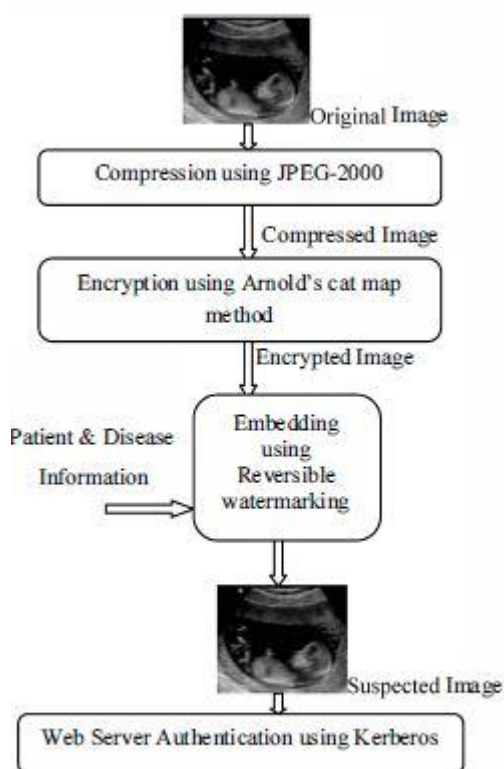 Original Image
Compression using JPEG-2000
Compressed Image
Encryption using Arnold's cat map
method
Encrypted Image
Patient & Disease
Information
Embedding
using
Reversible
watermarking
Suspected Image
Web Server Authentication using Kerberos